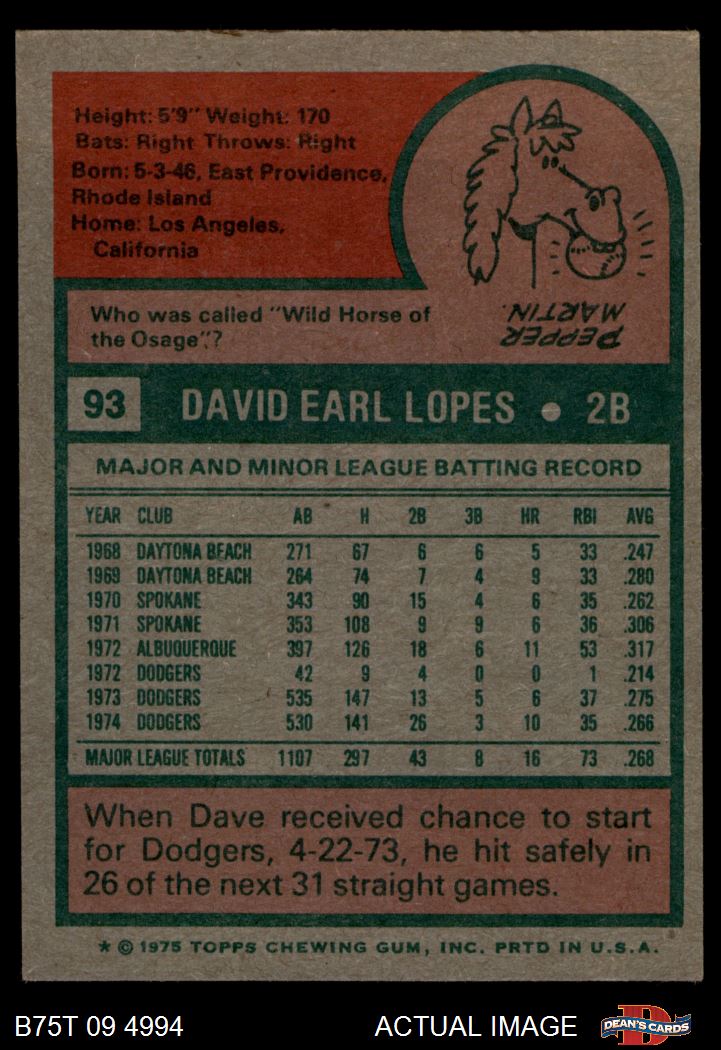 Height: 5'9" Weight: 170
Bats: Right Throws: Right
Born: 5-3-46, East Providence,
Rhode Island
Home: Los Angeles,
California
Who was called "Wild Horse of
the Osage"?
PEPPER
MARTIN.
93 DAVID EARL LOPES • 2B
MAJOR AND MINOR LEAGUE BATTING RECORD
YEAR CLUB AB H 2B 3B HR RBI AVG
1968 DAYTONA BEACH 271 67 6 6 5 33 .247
1969 DAYTONA BEACH 264 74 7 4 9 33 .280
1970 SPOKANE 343 90 15 4 6 35 .262
1971 SPOKANE 353 108 9 9 6 36 .306
1972 ALBUQUERQUE 397 126 18 6 11 53 .317
1972 DODGERS 42 9 4 0 0 1 .214
1973 DODGERS 535 147 13 5 6 37 .275
1974 DODGERS 530 141 26 3 10 35 .266
MAJOR LEAGUE TOTALS 1107 297 43 8 16 73 .268
When Dave received chance to start
for Dodgers, 4-22-73, he hit safely in
26 of the next 31 straight games.
* © 1975 TOPPS CHEWING GUM, INC. PRTD IN U.S.A.
B75T 09 4994 ACTUAL IMAGE D DEAN'S CARDS